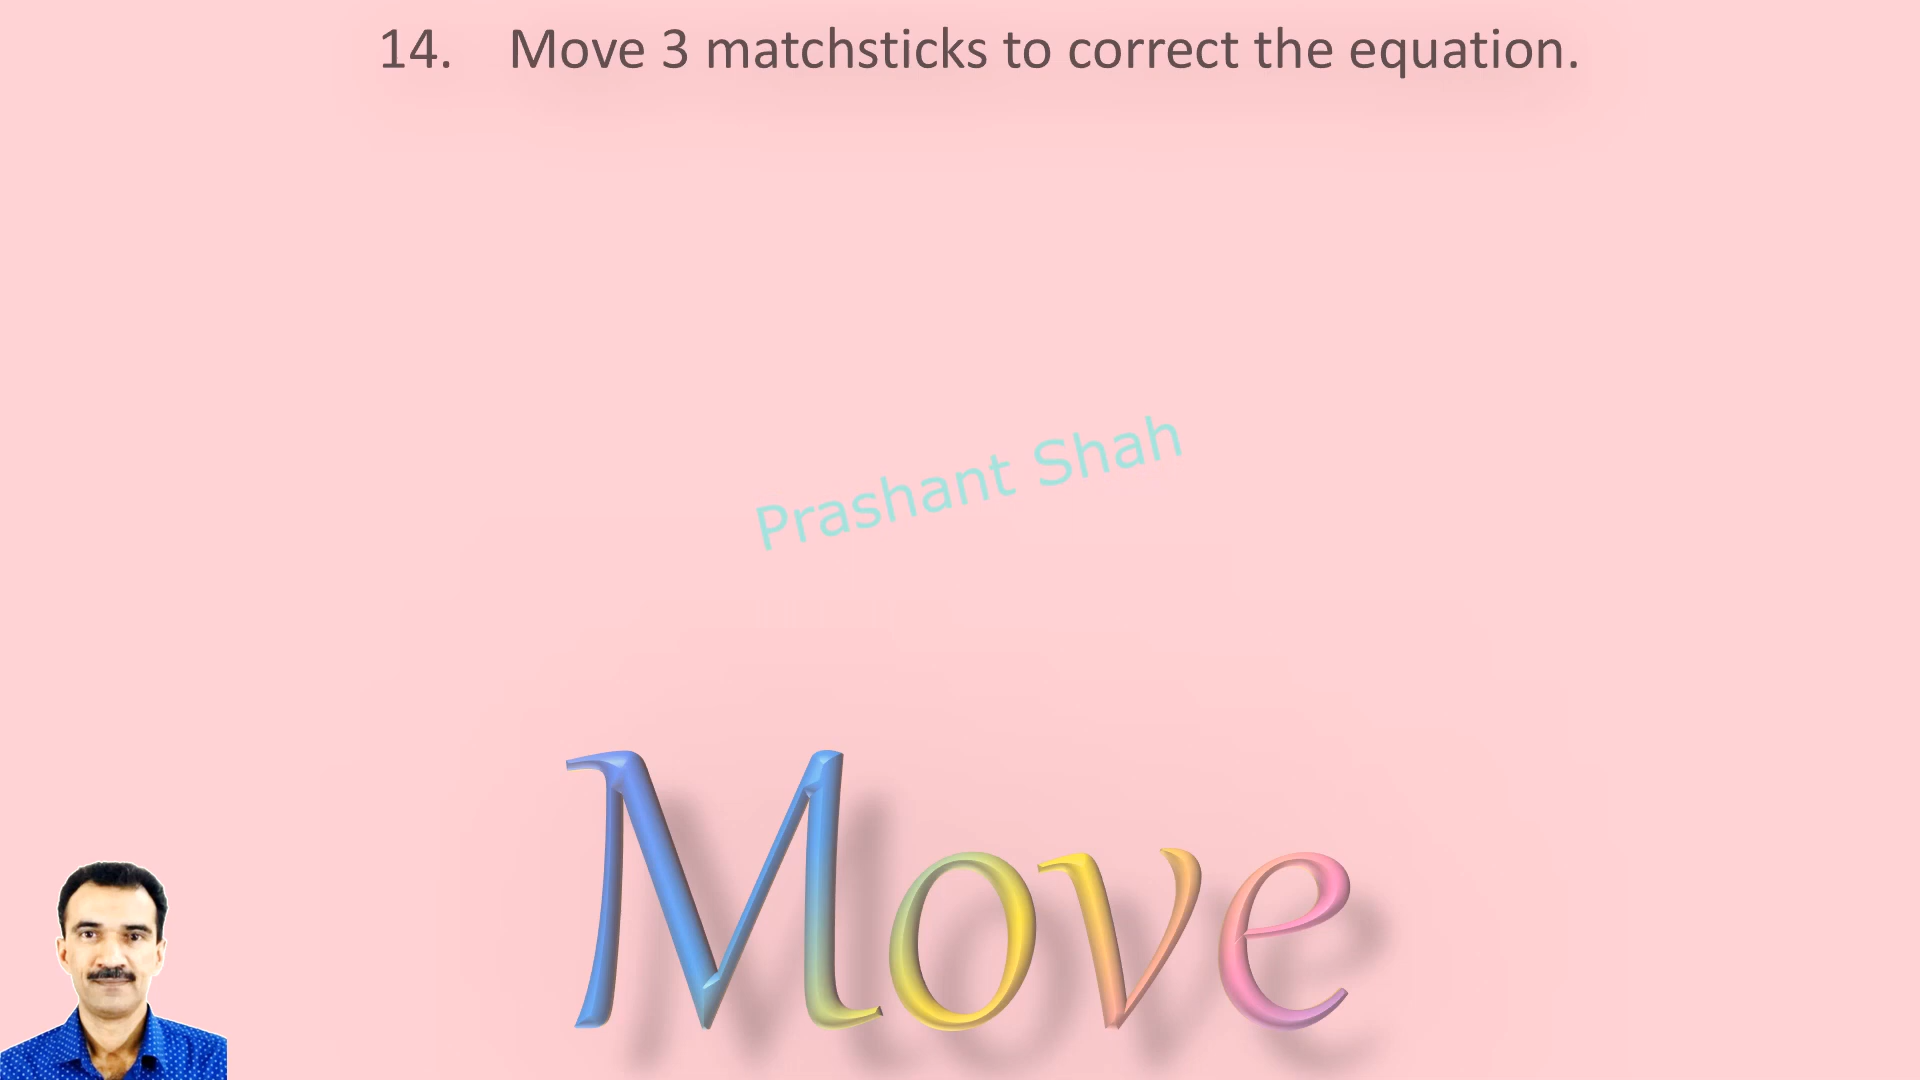 14. Move 3 matchsticks to correct the equation.
Prashant Shah
Move